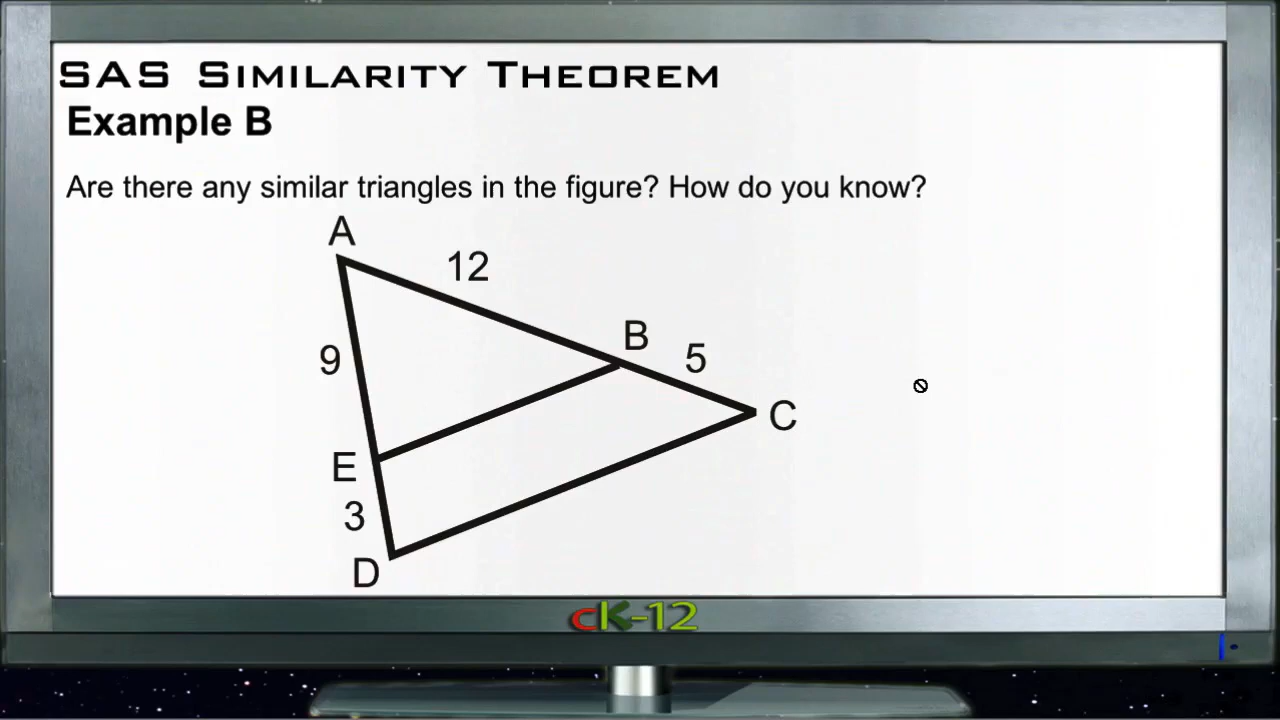 SAS SIMILARITY THEOREM
Example B
Are there any similar triangles in the figure? How do you know?
A
12
B
5
9
C
E
3
D
cK-12